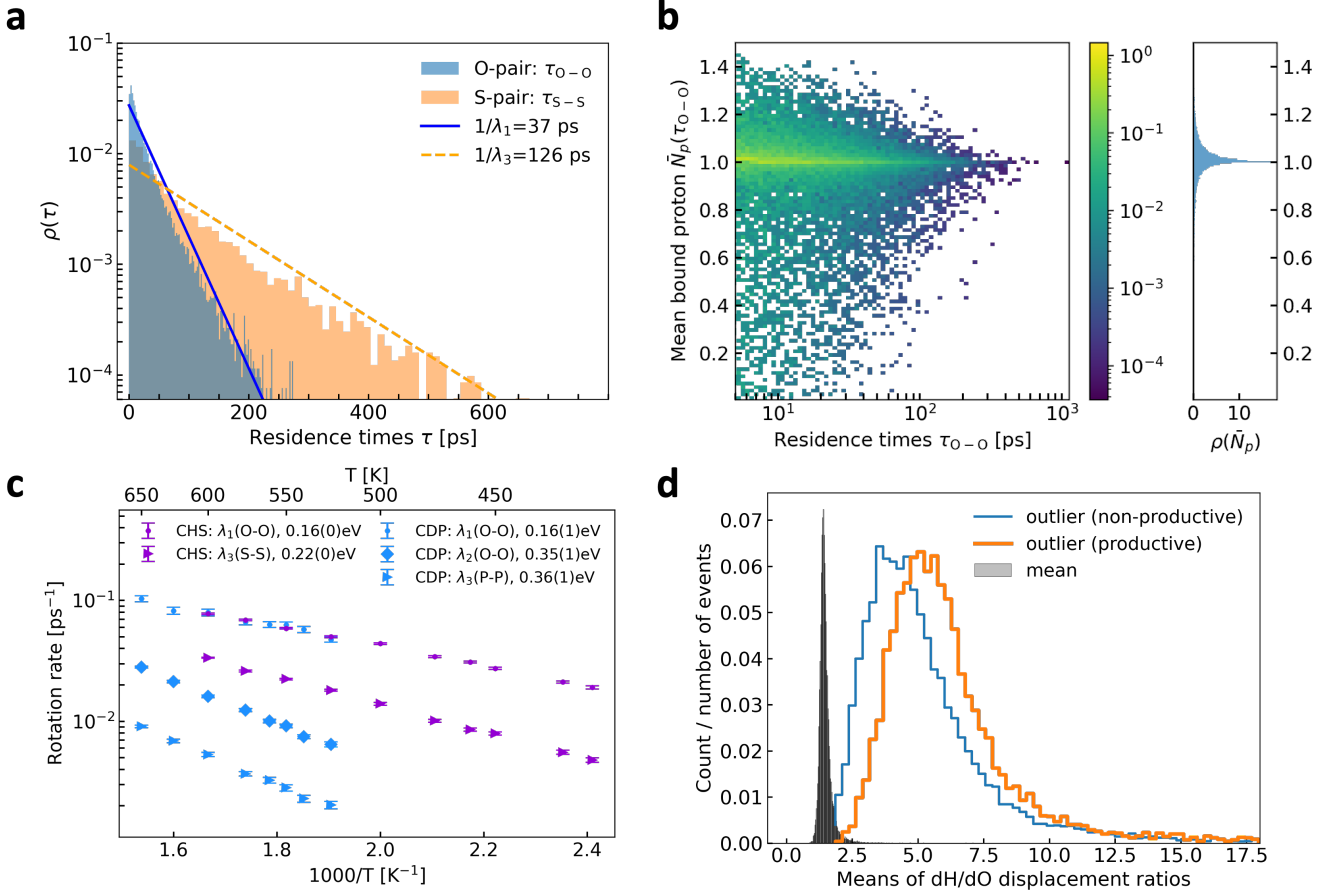 a
10⁻¹
10⁻²
10⁻³
10⁻⁴
ρ(τ)
O-pair: τ_O−O
S-pair: τ_S−S
1/λ₁=37 ps
1/λ₃=126 ps
0
200
400
600
Residence times τ [ps]
b
1.4
1.2
1.0
0.8
0.6
0.4
0.2
Mean bound proton N̄_p(τ_O−O)
10¹
10²
10³
Residence times τ_O−O [ps]
10⁰
10⁻¹
10⁻²
10⁻³
10⁻⁴
1.4
1.2
1.0
0.8
0.6
0.4
0.2
0
10
ρ(N̄_p)
c
T [K]
650
600
550
500
450
CHS: λ₁(O-O), 0.16(0)eV
CHS: λ₃(S-S), 0.22(0)eV
CDP: λ₁(O-O), 0.16(1)eV
CDP: λ₂(O-O), 0.35(1)eV
CDP: λ₃(P-P), 0.36(1)eV
10⁻¹
10⁻²
Rotation rate [ps⁻¹]
1.6
1.8
2.0
2.2
2.4
1000/T [K⁻¹]
d
0.07
0.06
0.05
0.04
0.03
0.02
0.01
0.00
Count / number of events
outlier (non-productive)
outlier (productive)
mean
0.0
2.5
5.0
7.5
10.0
12.5
15.0
17.5
Means of dH/dO displacement ratios